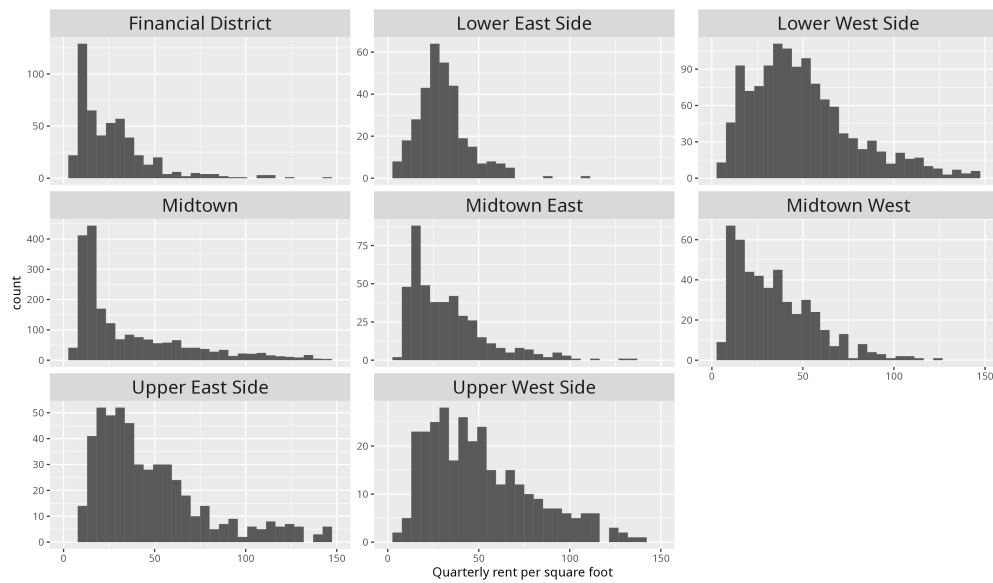 Financial District
Lower East Side
Lower West Side
100
50
0
60
40
20
0
90
60
30
0
Midtown
Midtown East
Midtown West
400
300
200
100
0
75
50
25
0
60
40
20
0
0 50 100 150
count
Upper East Side
Upper West Side
50
40
30
20
10
0
20
10
0
0 50 100 150
0 50 100 150
Quarterly rent per square foot